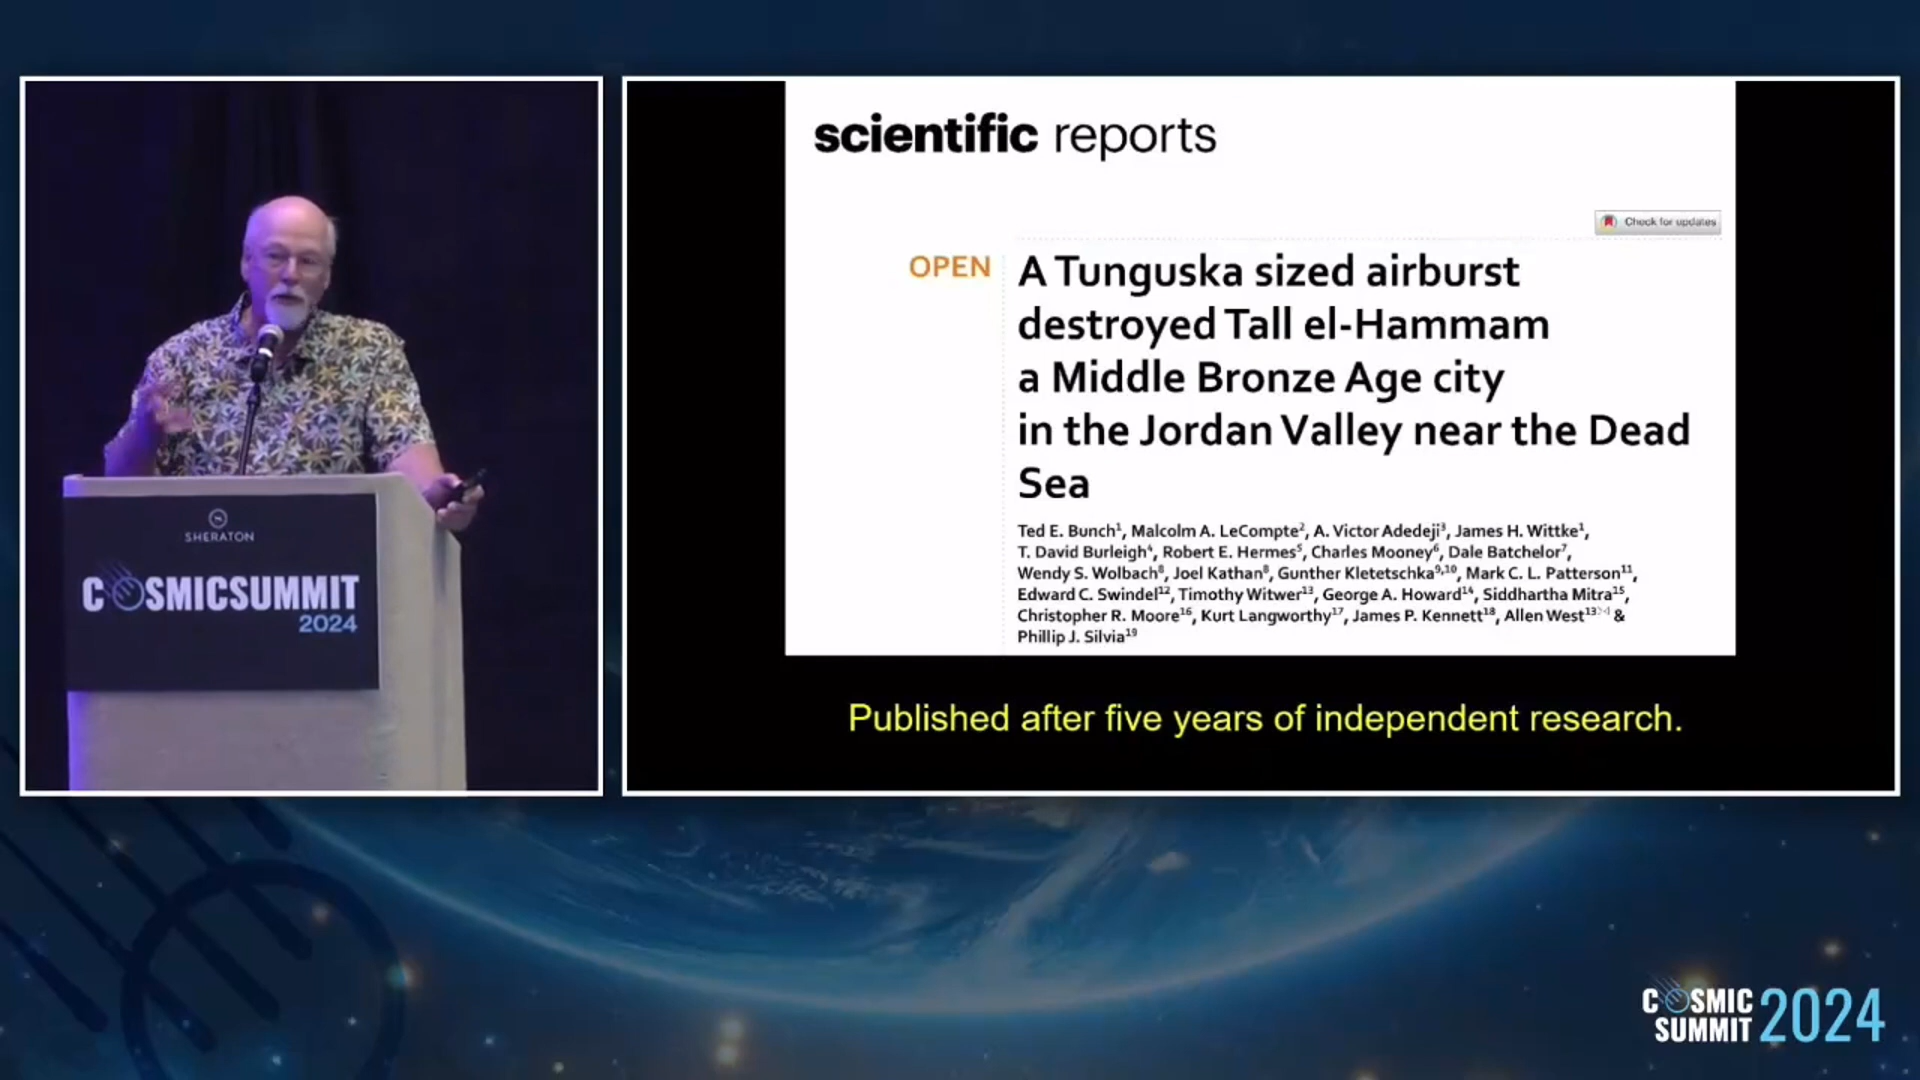 SHERATON
COSMICSUMMIT
2024
scientific reports
Check for updates
OPEN
A Tunguska sized airburst
destroyed Tall el-Hammam
a Middle Bronze Age city
in the Jordan Valley near the Dead
Sea
Ted E. Bunch¹, Malcolm A. LeCompte², A. Victor Adedeji³, James H. Wittke¹,
T. David Burleigh⁴, Robert E. Hermes⁵, Charles Mooney⁶, Dale Batchelor⁷,
Wendy S. Wolbach⁸, Joel Kathan⁸, Gunther Kletetschka⁹,¹⁰, Mark C. L. Patterson¹¹,
Edward C. Swindel¹², Timothy Witwer¹³, George A. Howard¹⁴, Siddhartha Mitra¹⁵,
Christopher R. Moore¹⁶, Kurt Langworthy¹⁷, James P. Kennett¹⁸, Allen West¹³ &
Phillip J. Silvia¹⁹
Published after five years of independent research.
COSMIC
SUMMIT 2024